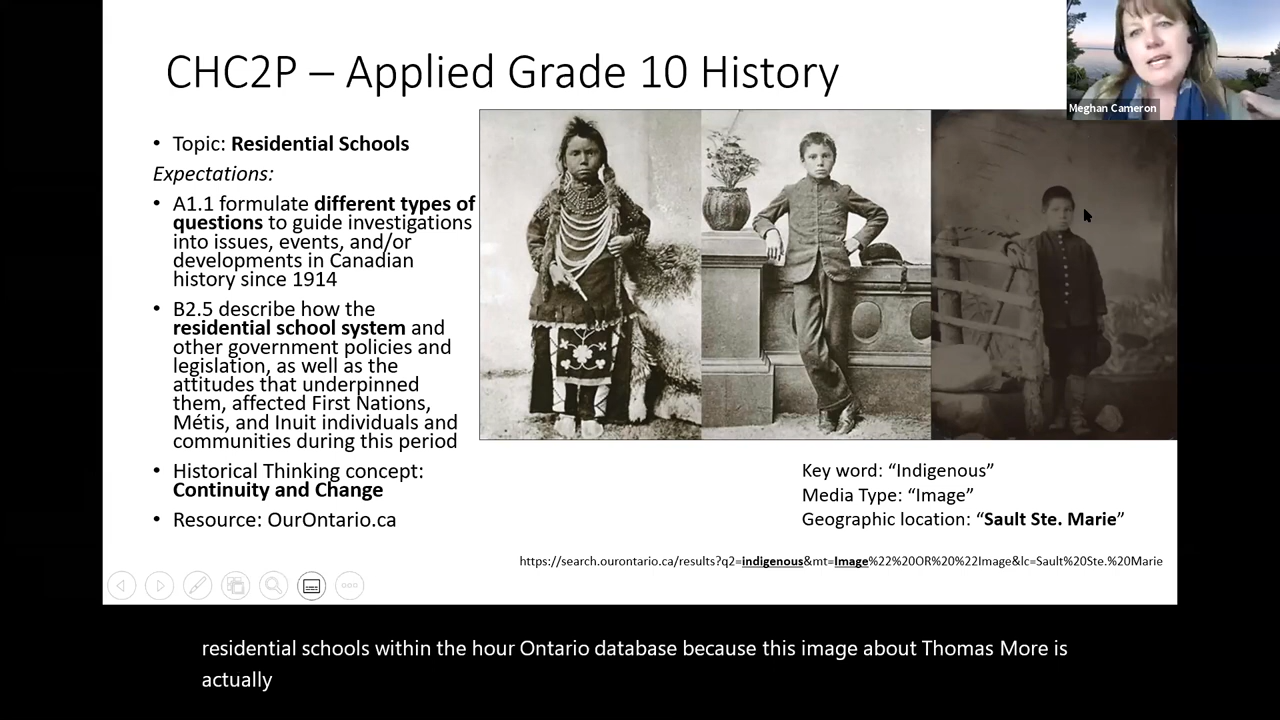 CHC2P – Applied Grade 10 History
Meghan Cameron
• Topic: Residential Schools
Expectations:
• A1.1 formulate different types of
questions to guide investigations
into issues, events, and/or
developments in Canadian
history since 1914
• B2.5 describe how the
residential school system and
other government policies and
legislation, as well as the
attitudes that underpinned
them, affected First Nations,
Métis, and Inuit individuals and
communities during this period
• Historical Thinking concept:
Continuity and Change
• Resource: OurOntario.ca
Key word: “Indigenous”
Media Type: “Image”
Geographic location: “Sault Ste. Marie”
https://search.ourontario.ca/results?q2=indigenous&mt=Image%22%20OR%20%22Image&lc=Sault%20Ste.%20Marie
residential schools within the hour Ontario database because this image about Thomas More is
actually